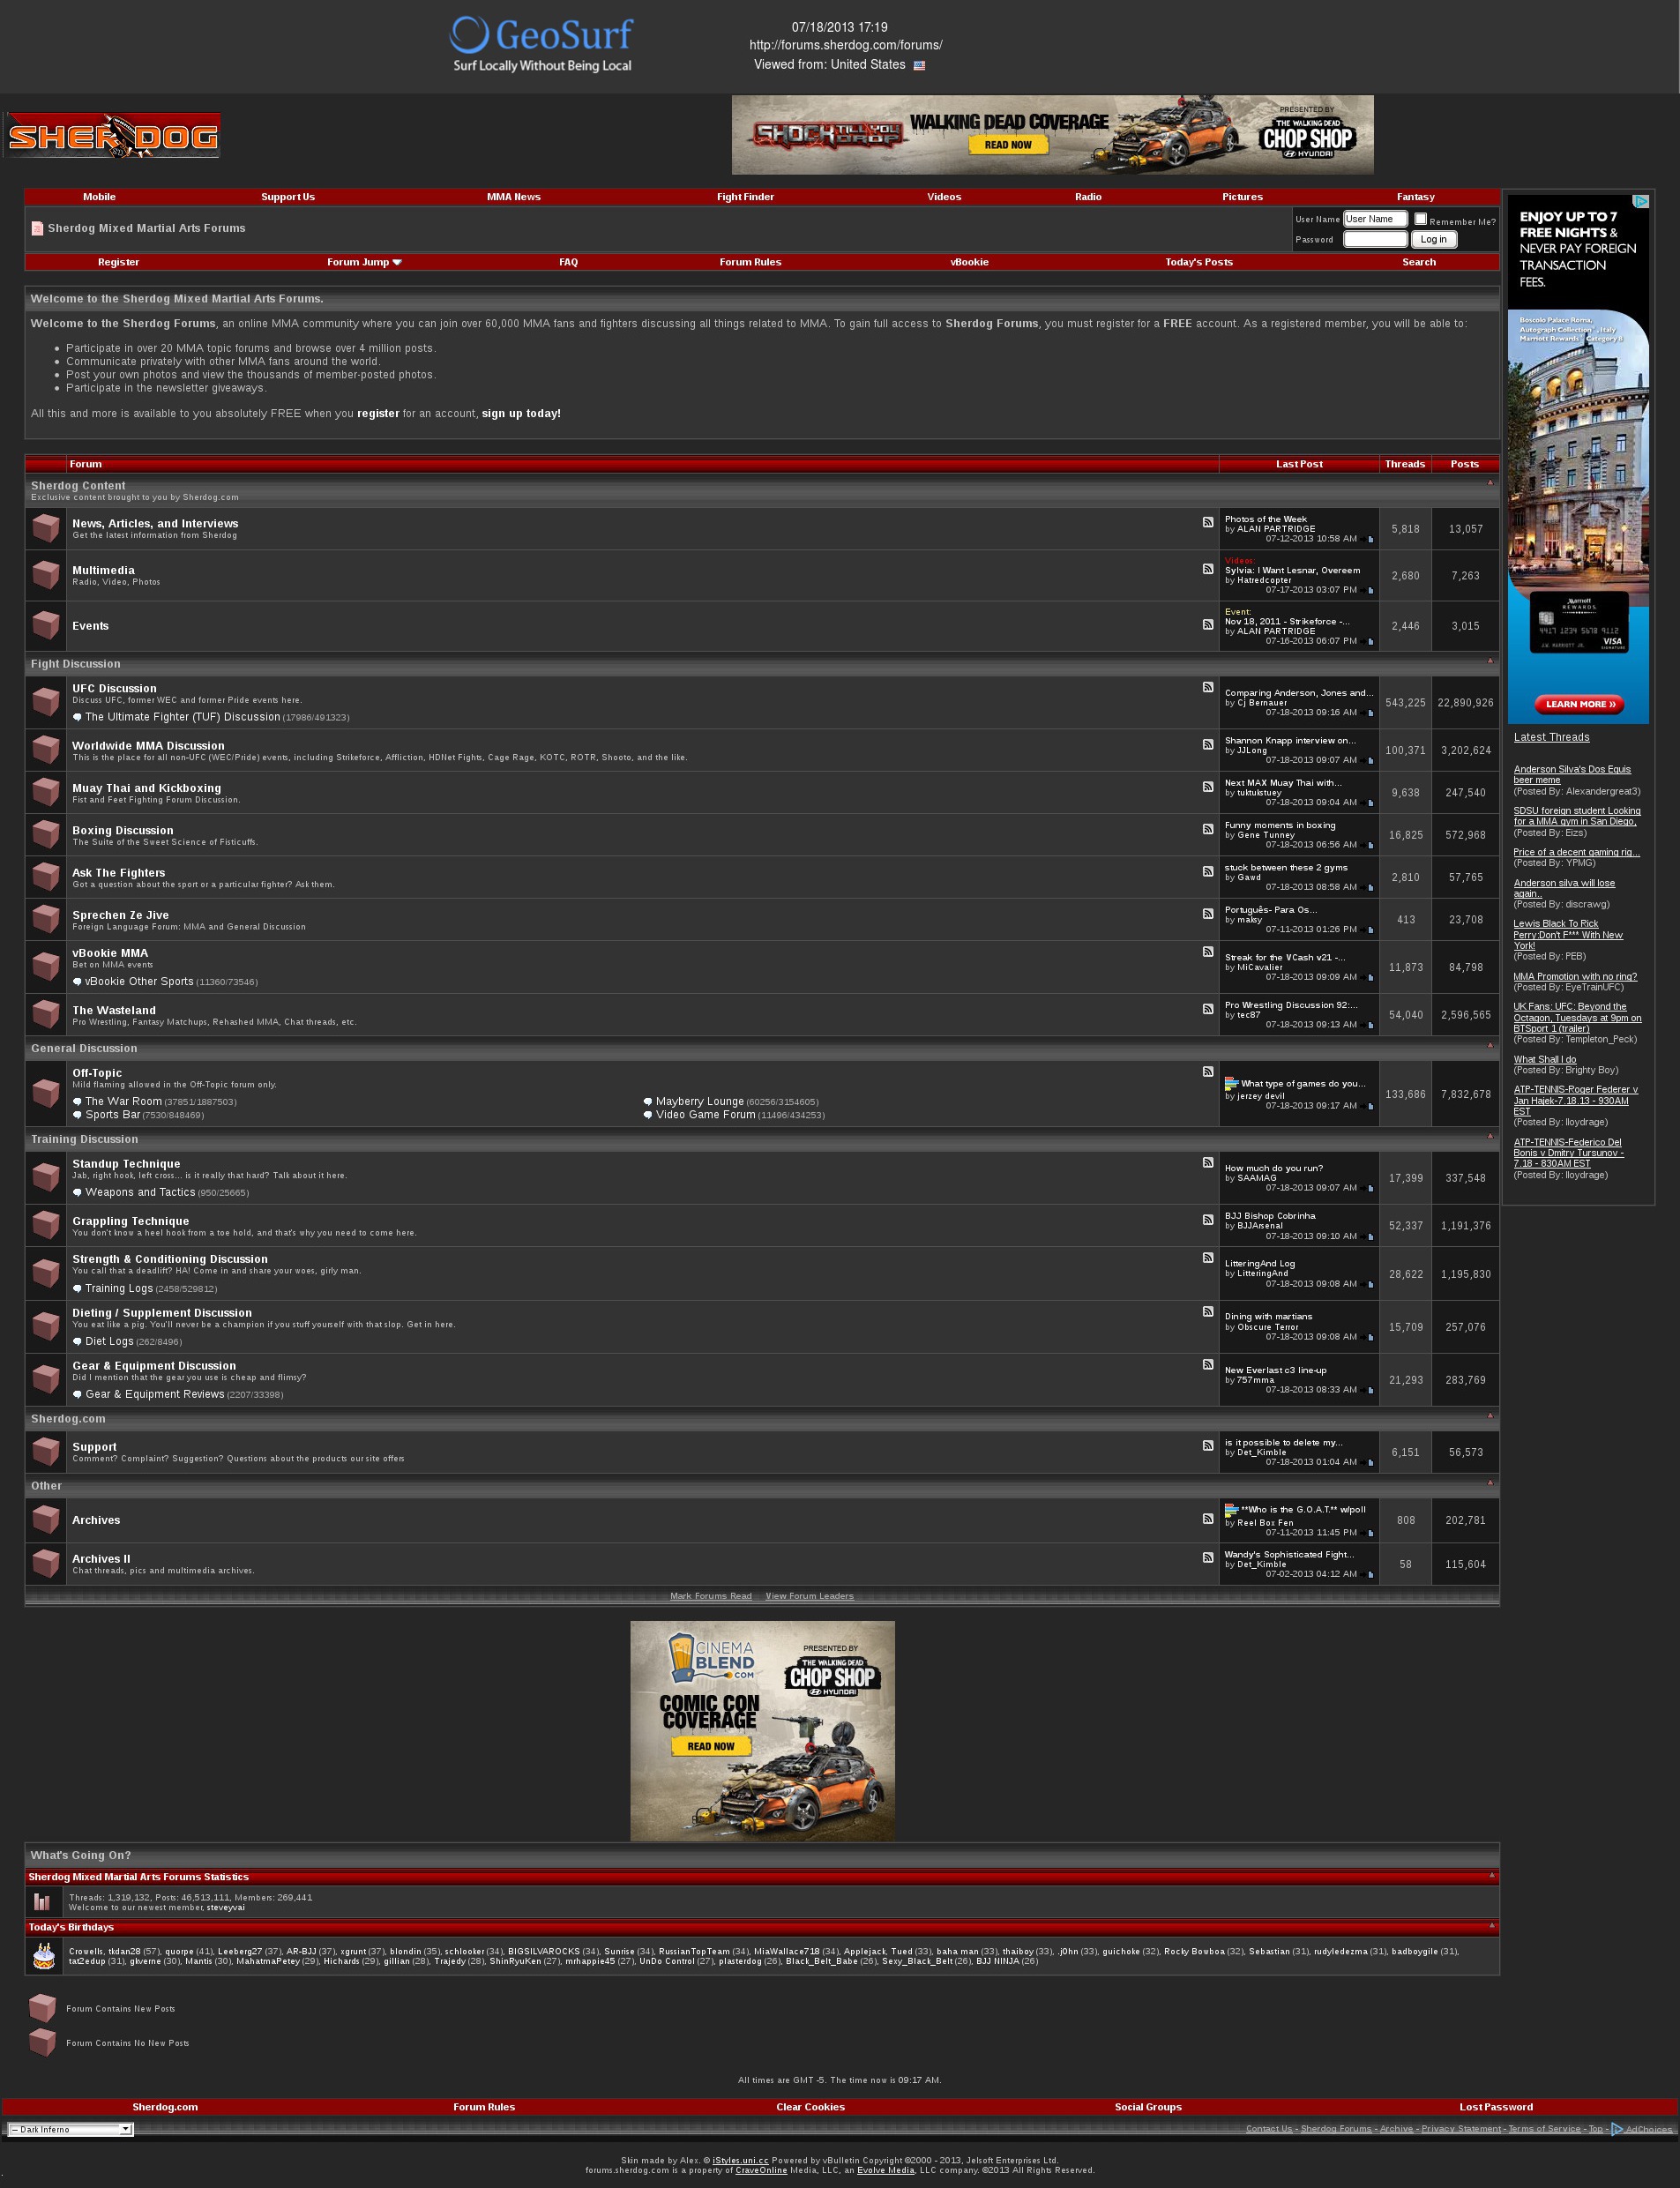 GeoSurf
Surf Locally Without Being Local
07/18/2013 17:19
http://forums.sherdog.com/forums/
Viewed from: United States
SHERDOG
SHOCK TILL YOU DROP
WALKING DEAD COVERAGE
READ NOW
PRESENTED BY
THE WALKING DEAD
CHOP SHOP
BY HYUNDAI
Mobile Support Us MMA News Fight Finder Videos Radio Pictures Fantasy
Sherdog Mixed Martial Arts Forums
User Name User Name Remember Me?
Password Log in
Register Forum Jump FAQ Forum Rules vBookie Today's Posts Search
Welcome to the Sherdog Mixed Martial Arts Forums.
Welcome to the Sherdog Forums, an online MMA community where you can join over 60,000 MMA fans and fighters discussing all things related to MMA. To gain full access to Sherdog Forums, you must register for a FREE account. As a registered member, you will be able to:
Participate in over 20 MMA topic forums and browse over 4 million posts.
Communicate privately with other MMA fans around the world.
Post your own photos and view the thousands of member-posted photos.
Participate in the newsletter giveaways.
All this and more is available to you absolutely FREE when you register for an account, sign up today!
Forum Last Post Threads Posts
Sherdog Content
Exclusive content brought to you by Sherdog.com
News, Articles, and Interviews
Get the latest information from Sherdog
Photos of the Week
by ALAN PARTRIDGE
07-12-2013 10:58 AM
5,818 13,057
Multimedia
Radio, Video, Photos
Videos:
Sylvia: I Want Lesnar, Overeem
by Hatredcopter
07-17-2013 03:07 PM
2,680 7,263
Events
Event:
Nov 18, 2011 - Strikeforce -...
by ALAN PARTRIDGE
07-16-2013 06:07 PM
2,446 3,015
Fight Discussion
UFC Discussion
Discuss UFC, former WEC and former Pride events here.
The Ultimate Fighter (TUF) Discussion (17986/491323)
Comparing Anderson, Jones and...
by Cj Bernauer
07-18-2013 09:16 AM
543,225 22,890,926
Worldwide MMA Discussion
This is the place for all non-UFC (WEC/Pride) events, including Strikeforce, Affliction, HDNet Fights, Cage Rage, KOTC, ROTR, Shooto, and the like.
Shannon Knapp interview on...
by JJLong
07-18-2013 09:07 AM
100,371 3,202,624
Muay Thai and Kickboxing
Fist and Feet Fighting Forum Discussion.
Next MAX Muay Thai with...
by tuktukstuey
07-18-2013 09:04 AM
9,638 247,540
Boxing Discussion
The Suite of the Sweet Science of Fisticuffs.
Funny moments in boxing
by Gene Tunney
07-18-2013 06:56 AM
16,825 572,968
Ask The Fighters
Got a question about the sport or a particular fighter? Ask them.
stuck between these 2 gyms
by Gawd
07-18-2013 08:58 AM
2,810 57,765
Sprechen Ze Jive
Foreign Language Forum: MMA and General Discussion
Português- Para Os...
by maksy
07-11-2013 01:26 PM
413 23,708
vBookie MMA
Bet on MMA events
vBookie Other Sports (11360/73546)
Streak for the VCash v21 -...
by MiCavalier
07-18-2013 09:09 AM
11,873 84,798
The Wasteland
Pro Wrestling, Fantasy Matchups, Rehashed MMA, Chat threads, etc.
Pro Wrestling Discussion 92:...
by tec87
07-18-2013 09:13 AM
54,040 2,596,565
General Discussion
Off-Topic
Mild flaming allowed in the Off-Topic forum only.
The War Room (37851/1887503) Mayberry Lounge (60256/3154605)
Sports Bar (7530/848469) Video Game Forum (11496/434253)
What type of games do you...
by jerzey devil
07-18-2013 09:17 AM
133,686 7,832,678
Training Discussion
Standup Technique
Jab, right hook, left cross... is it really that hard? Talk about it here.
Weapons and Tactics (950/25665)
How much do you run?
by SAAMAG
07-18-2013 09:07 AM
17,399 337,548
Grappling Technique
You don't know a heel hook from a toe hold, and that's why you need to come here.
BJJ Bishop Cobrinha
by BJJArsenal
07-18-2013 09:10 AM
52,337 1,191,376
Strength & Conditioning Discussion
You call that a deadlift? HA! Come in and share your woes, girly man.
Training Logs (2458/529812)
LitteringAnd Log
by LitteringAnd
07-18-2013 09:08 AM
28,622 1,195,830
Dieting / Supplement Discussion
You eat like a pig. You'll never be a champion if you stuff yourself with that slop. Get in here.
Diet Logs (262/8496)
Dining with martians
by Obscure Terror
07-18-2013 09:08 AM
15,709 257,076
Gear & Equipment Discussion
Did I mention that the gear you use is cheap and flimsy?
Gear & Equipment Reviews (2207/33398)
New Everlast c3 line-up
by 757mma
07-18-2013 08:33 AM
21,293 283,769
Sherdog.com
Support
Comment? Complaint? Suggestion? Questions about the products our site offers
is it possible to delete my...
by Det_Kimble
07-18-2013 01:04 AM
6,151 56,573
Other
Archives
**Who is the G.O.A.T.** w/poll
by Reel Box Fen
07-11-2013 11:45 PM
808 202,781
Archives II
Chat threads, pics and multimedia archives.
Wandy's Sophisticated Fight...
by Det_Kimble
07-02-2013 04:12 AM
58 115,604
Mark Forums Read View Forum Leaders
ENJOY UP TO 7
FREE NIGHTS &
NEVER PAY FOREIGN
TRANSACTION
FEES.
Boscolo Palace Roma,
Autograph Collection®, Italy
Marriott Rewards® Category 8
Marriott
REWARDS
4417 1234 5678 9112
J.W. MARRIOTT JR.
VISA
SIGNATURE
LEARN MORE »
Latest Threads
Anderson Silva's Dos Equis
beer meme
(Posted By: Alexandergreat3)
SDSU foreign student Looking
for a MMA gym in San Diego,
(Posted By: Eizs)
Price of a decent gaming rig...
(Posted By: YPMG)
Anderson silva will lose
again..
(Posted By: discrawg)
Lewis Black To Rick
Perry:Don't F*** With New
York!
(Posted By: PEB)
MMA Promotion with no ring?
(Posted By: EyeTrainUFC)
UK Fans: UFC: Beyond the
Octagon, Tuesdays at 9pm on
BTSport 1 (trailer)
(Posted By: Templeton_Peck)
What Shall I do
(Posted By: Brighty Boy)
ATP-TENNIS-Roger Federer v
Jan Hajek-7.18.13 - 930AM
EST
(Posted By: lloydrage)
ATP-TENNIS-Federico Del
Bonis v Dmitry Tursunov -
7.18 - 830AM EST
(Posted By: lloydrage)
CINEMA
BLEND
.COM
PRESENTED BY
THE WALKING DEAD
CHOP SHOP
BY HYUNDAI
COMIC CON
COVERAGE
READ NOW
What's Going On?
Sherdog Mixed Martial Arts Forums Statistics
Threads: 1,319,132, Posts: 46,513,111, Members: 269,441
Welcome to our newest member, steveyvai
Today's Birthdays
Crowells, tkdan28 (57), quorpe (41), Leeberg27 (37), AR-BJJ (37), xgrunt (37), blondin (35), schlooker (34), BIGSILVAROCKS (34), Sunrise (34), RussianTopTeam (34), MiaWallace718 (34), Applejack, Tued (33), baha man (33), thaiboy (33), .j0hn (33), guichoke (32), Rocky Bowboa (32), Sebastian (31), rudyledezma (31), badboygile (31),
tat2edup (31), gkverne (30), Mantis (30), MahatmaPetey (29), Hichards (29), gillian (28), Trajedy (28), ShinRyuKen (27), mrhappie45 (27), UnDo Control (27), plasterdog (26), Black_Belt_Babe (26), Sexy_Black_Belt (26), BJJ NINJA (26)
Forum Contains New Posts
Forum Contains No New Posts
All times are GMT -5. The time now is 09:17 AM.
Sherdog.com Forum Rules Clear Cookies Social Groups Lost Password
-- Dark Inferno
Contact Us - Sherdog Forums - Archive - Privacy Statement - Terms of Service - Top - AdChoices
Skin made by Alex. © iStyles.uni.cc Powered by vBulletin Copyright ©2000 - 2013, Jelsoft Enterprises Ltd.
forums.sherdog.com is a property of CraveOnline Media, LLC, an Evolve Media, LLC company. ©2013 All Rights Reserved.